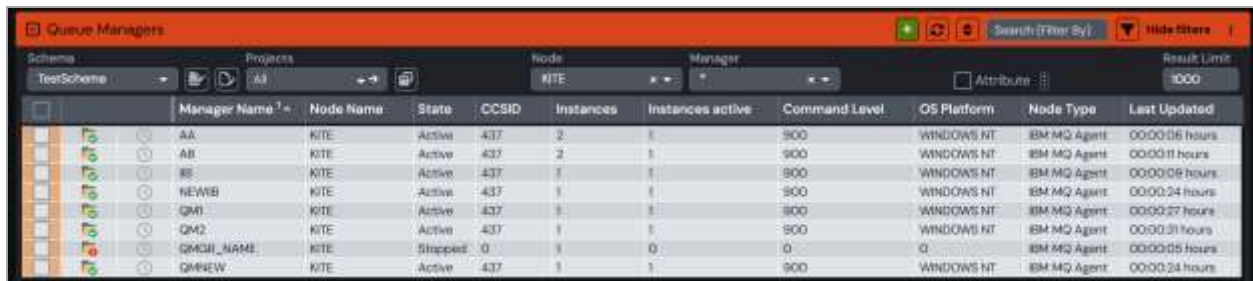 Queue Managers Search (Filter By) Hide filters
Schema Projects Node Manager Result Limit
TestSchema All KITE * Attribute 1000
Manager Name 1 Node Name State CCSID Instances Instances active Command Level OS Platform Node Type Last Updated
AA KITE Active 437 2 1 900 WINDOWS NT IBM MQ Agent 00:00:06 hours
AB KITE Active 437 2 1 900 WINDOWS NT IBM MQ Agent 00:00:11 hours
KITE Active 437 1 1 900 WINDOWS NT IBM MQ Agent 00:00:09 hours
NEWIIB KITE Active 437 1 1 900 WINDOWS NT IBM MQ Agent 00:00:24 hours
QM1 KITE Active 437 1 1 900 WINDOWS NT IBM MQ Agent 00:00:27 hours
QM2 KITE Active 437 1 1 900 WINDOWS NT IBM MQ Agent 00:00:31 hours
QMGR_NAME KITE Stopped 0 1 0 0 0 IBM MQ Agent 00:00:05 hours
QMNEW KITE Active 437 1 1 900 WINDOWS NT IBM MQ Agent 00:00:24 hours